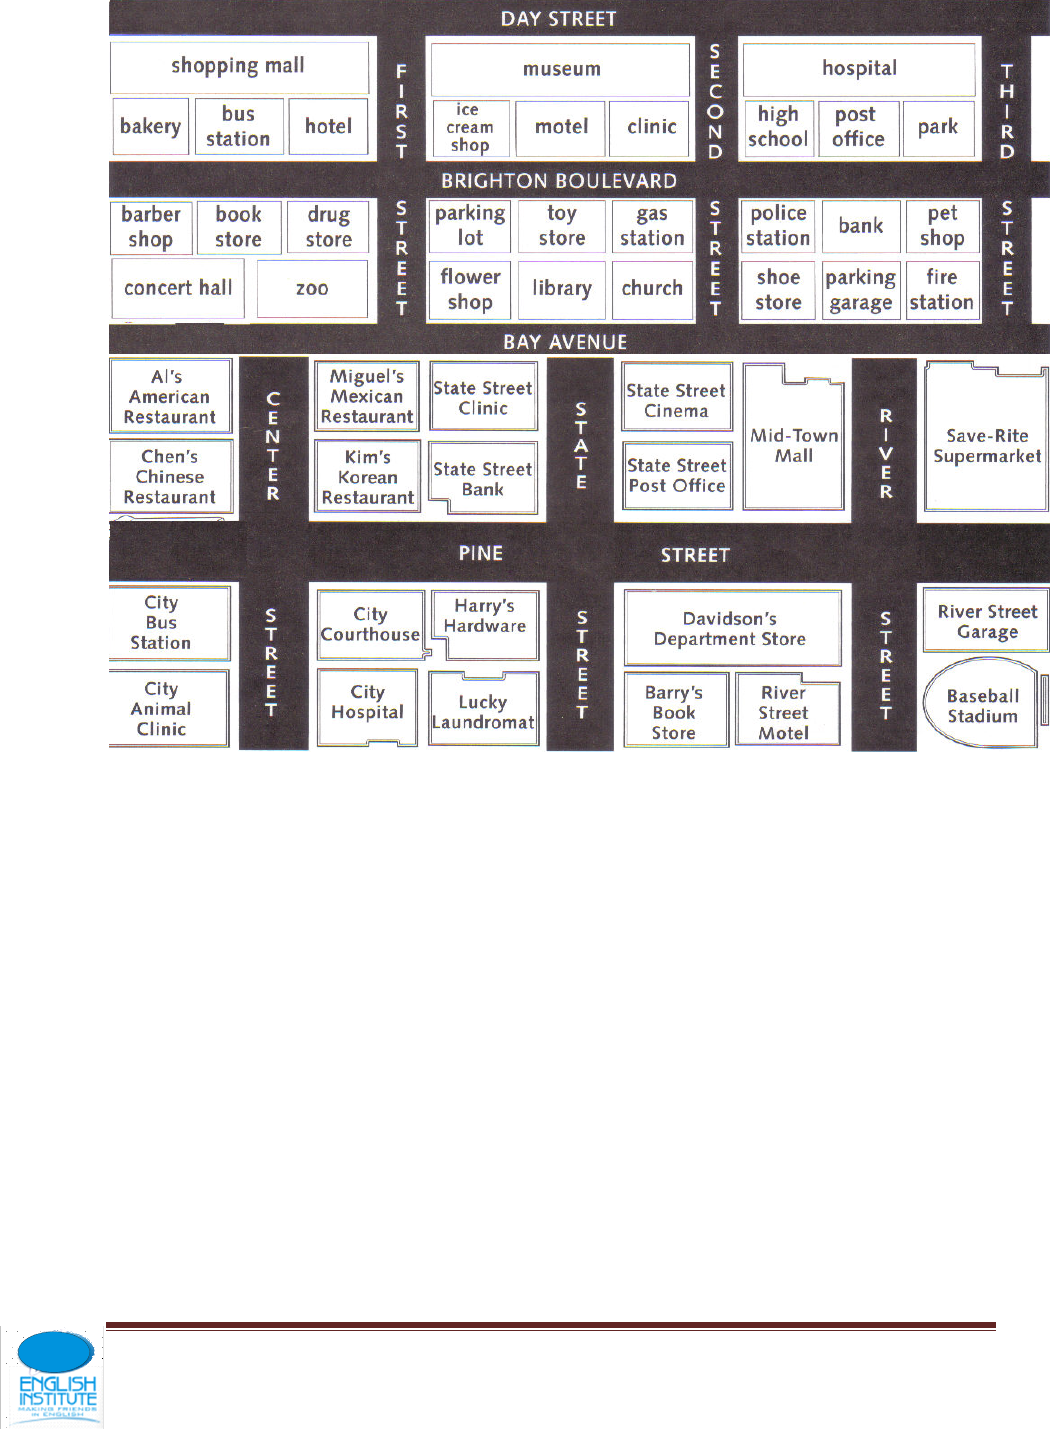 DAY STREET
shopping mall
museum
hospital
bakery
bus
station
hotel
ice
cream
shop
motel
clinic
high
school
post
office
park
FIRST
SECOND
THIRD
BRIGHTON BOULEVARD
barber
shop
book
store
drug
store
parking
lot
toy
store
gas
station
police
station
bank
pet
shop
concert hall
zoo
flower
shop
library
church
shoe
store
parking
garage
fire
station
STREET
STREET
STREET
BAY AVENUE
Al's
American
Restaurant
Miguel's
Mexican
Restaurant
State Street
Clinic
State Street
Cinema
Mid-Town
Mall
Save-Rite
Supermarket
Chen's
Chinese
Restaurant
Kim's
Korean
Restaurant
State Street
Bank
State Street
Post Office
CENTER
STATE
RIVER
PINE STREET
City
Bus
Station
City
Courthouse
Harry's
Hardware
Davidson's
Department Store
River Street
Garage
City
Animal
Clinic
City
Hospital
Lucky
Laundromat
Barry's
Book
Store
River
Street
Motel
Baseball
Stadium
STREET
STREET
STREET
ENGLISH
INSTITUTE
MAKING FRIENDS
IN ENGLISH